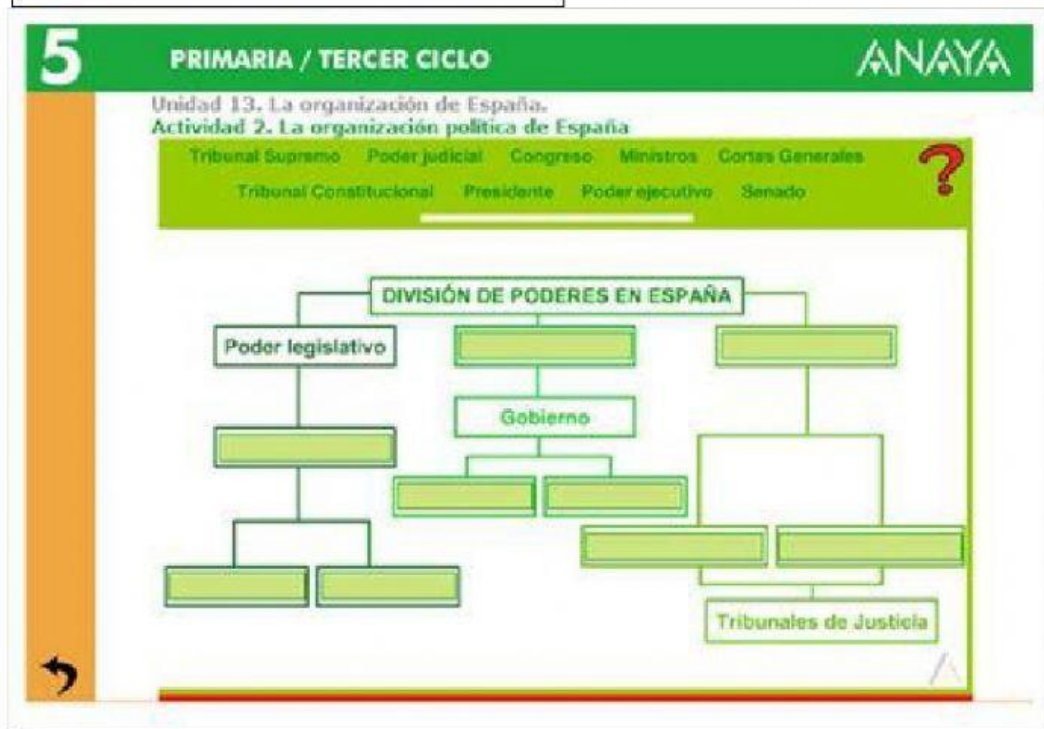 5
PRIMARIA / TERCER CICLO
ANAYA
Unidad 13. La organización de España.
Actividad 2. La organización política de España
Tribunal Supremo Poder judicial Congreso Ministros Cortes Generales
Tribunal Constitucional Presidente Poder ejecutivo Senado
?
DIVISIÓN DE PODERES EN ESPAÑA
Poder legislativo
Gobierno
Tribunales de Justicia